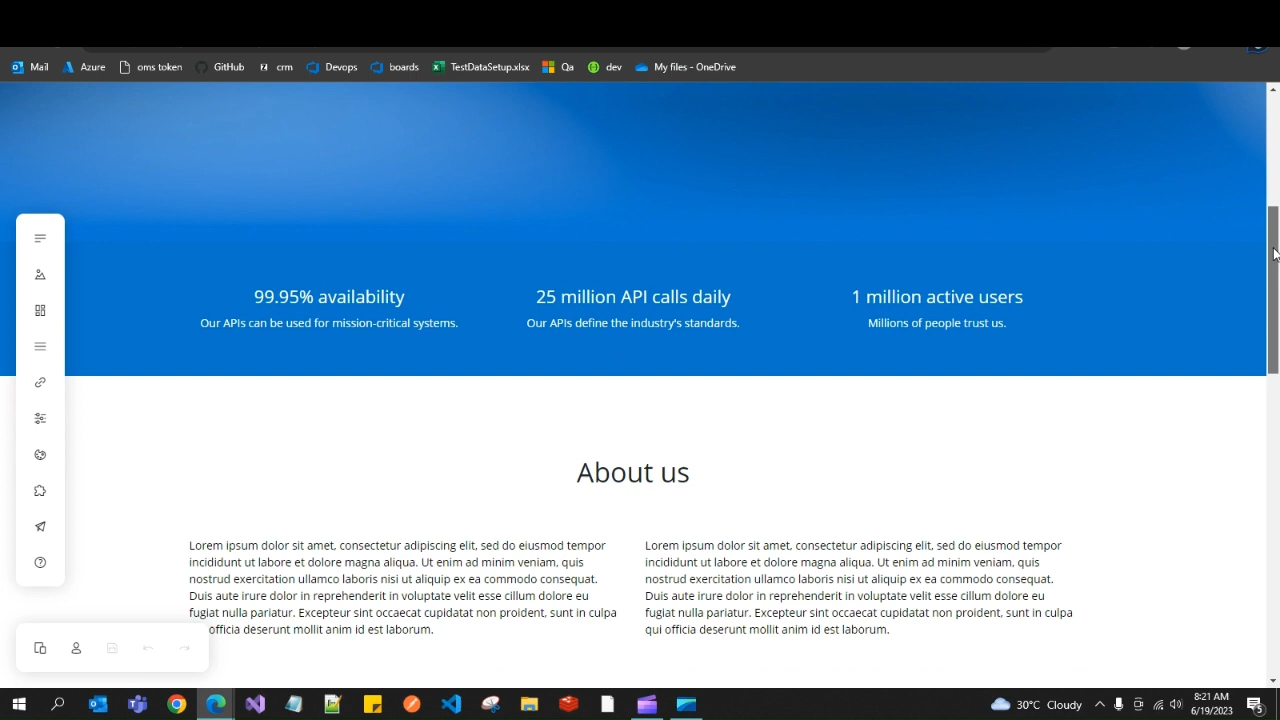 Mail Azure oms token GitHub crm Devops boards TestDataSetup.xlsx Qa dev My files - OneDrive
99.95% availability 25 million API calls daily 1 million active users
Our APIs can be used for mission-critical systems. Our APIs define the industry's standards. Millions of people trust us.
About us
Lorem ipsum dolor sit amet, consectetur adipiscing elit, sed do eiusmod tempor
incididunt ut labore et dolore magna aliqua. Ut enim ad minim veniam, quis
nostrud exercitation ullamco laboris nisi ut aliquip ex ea commodo consequat.
Duis aute irure dolor in reprehenderit in voluptate velit esse cillum dolore eu
fugiat nulla pariatur. Excepteur sint occaecat cupidatat non proident, sunt in culpa
officia deserunt mollit anim id est laborum.
Lorem ipsum dolor sit amet, consectetur adipiscing elit, sed do eiusmod tempor
incididunt ut labore et dolore magna aliqua. Ut enim ad minim veniam, quis
nostrud exercitation ullamco laboris nisi ut aliquip ex ea commodo consequat.
Duis aute irure dolor in reprehenderit in voluptate velit esse cillum dolore eu
fugiat nulla pariatur. Excepteur sint occaecat cupidatat non proident, sunt in culpa
qui officia deserunt mollit anim id est laborum.
30°C Cloudy
8:21 AM
6/19/2023
5